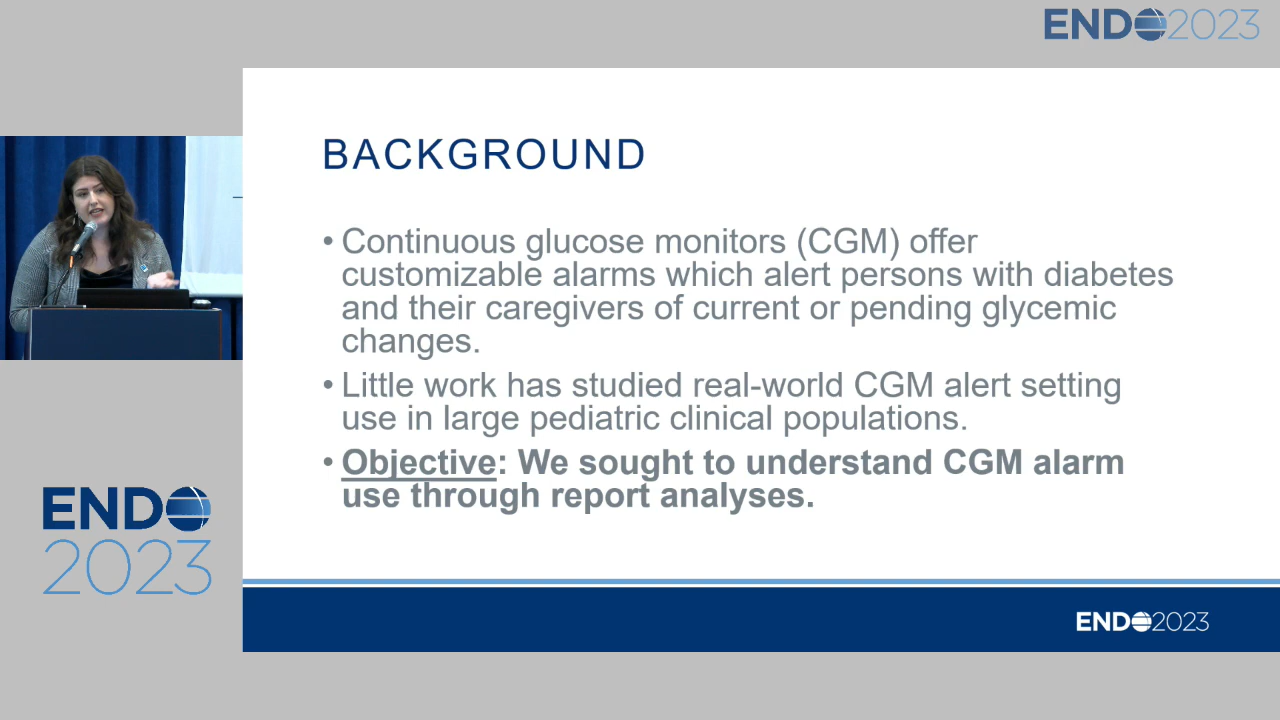 END 2023
BACKGROUND
• Continuous glucose monitors (CGM) offer
customizable alarms which alert persons with diabetes
and their caregivers of current or pending glycemic
changes.
• Little work has studied real-world CGM alert setting
use in large pediatric clinical populations.
• Objective: We sought to understand CGM alarm
use through report analyses.
ENDO
2023
ENDO2023